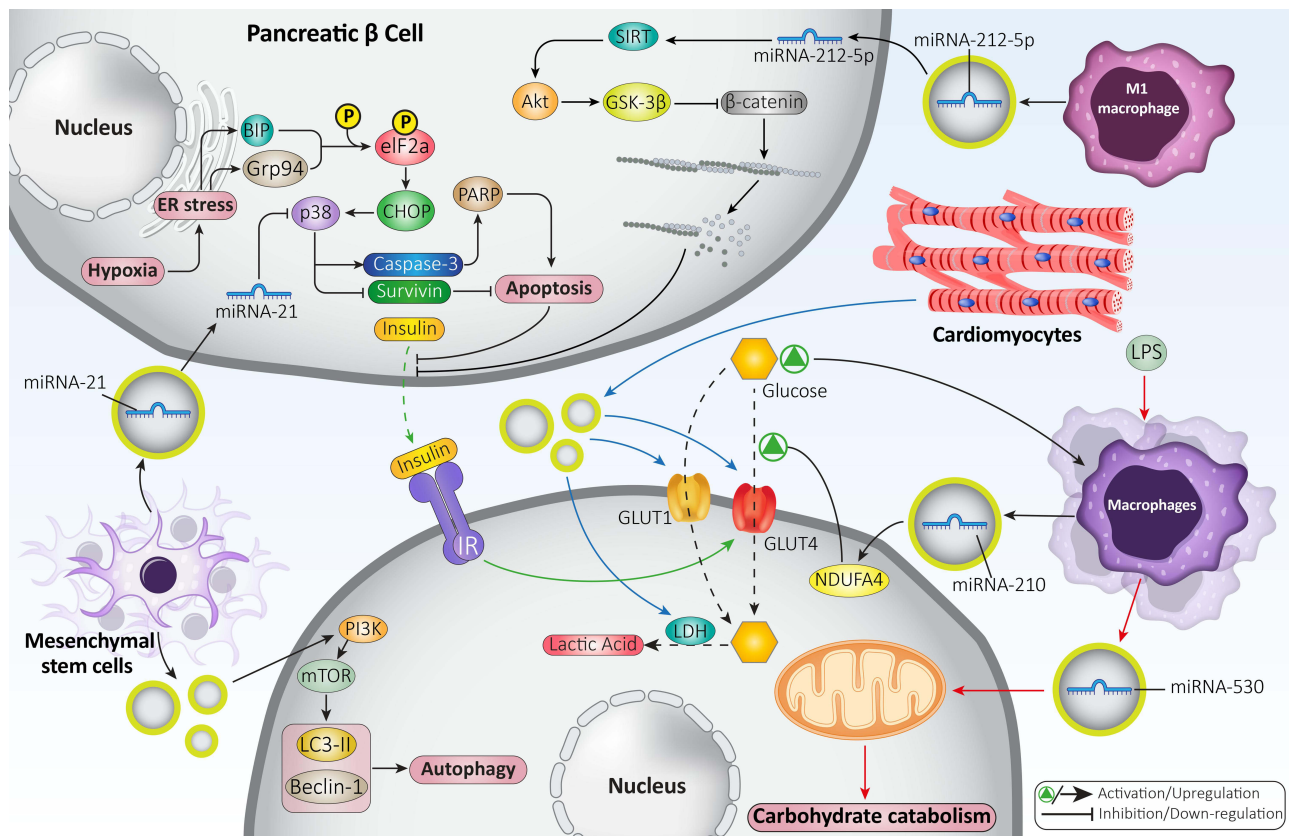 Pancreatic β Cell
SIRT
miRNA-212-5p
miRNA-212-5p
M1
macrophage
Akt
GSK-3β
β-catenin
Nucleus
BIP
P
P
eIF2a
Grp94
ER stress
p38
CHOP
PARP
Hypoxia
Caspase-3
Survivin
Apoptosis
miRNA-21
Insulin
Cardiomyocytes
LPS
Glucose
miRNA-21
Insulin
GLUT1
IR
GLUT4
Macrophages
NDUFA4
miRNA-210
Mesenchymal
stem cells
PI3K
LDH
Lactic Acid
mTOR
miRNA-530
LC3-II
Beclin-1
Autophagy
Nucleus
Carbohydrate catabolism
/ Activation/Upregulation
Inhibition/Down-regulation